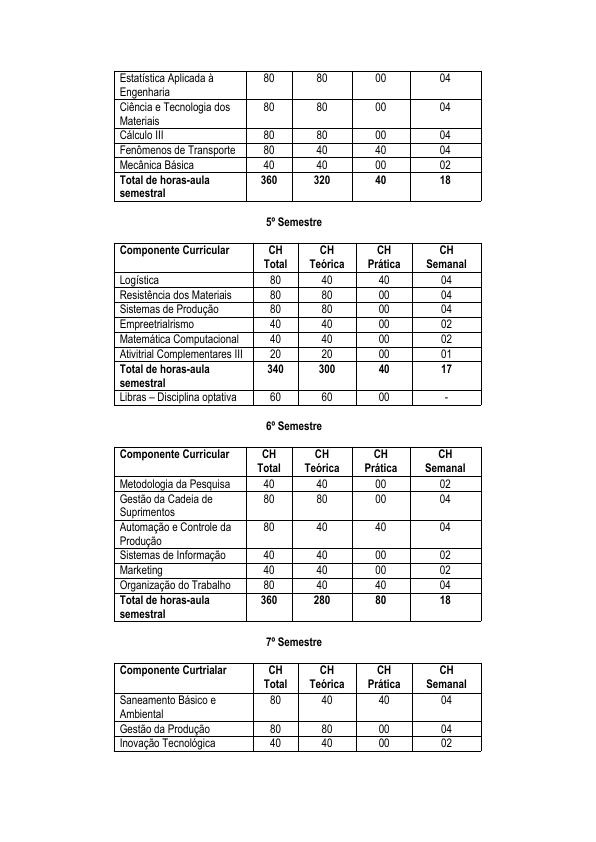 Estatística Aplicada à 80 80 00 04
Engenharia
Ciência e Tecnologia dos 80 80 00 04
Materiais
Cálculo III 80 80 00 04
Fenômenos de Transporte 80 40 40 04
Mecânica Básica 40 40 00 02
Total de horas-aula 360 320 40 18
semestral
5º Semestre
Componente Curricular CH CH CH CH
Total Teórica Prática Semanal
Logística 80 40 40 04
Resistência dos Materiais 80 80 00 04
Sistemas de Produção 80 80 00 04
Empreetrialrismo 40 40 00 02
Matemática Computacional 40 40 00 02
Ativitrial Complementares III 20 20 00 01
Total de horas-aula 340 300 40 17
semestral
Libras – Disciplina optativa 60 60 00 -
6º Semestre
Componente Curricular CH CH CH CH
Total Teórica Prática Semanal
Metodologia da Pesquisa 40 40 00 02
Gestão da Cadeia de 80 80 00 04
Suprimentos
Automação e Controle da 80 40 40 04
Produção
Sistemas de Informação 40 40 00 02
Marketing 40 40 00 02
Organização do Trabalho 80 40 40 04
Total de horas-aula 360 280 80 18
semestral
7º Semestre
Componente Curtrialar CH CH CH CH
Total Teórica Prática Semanal
Saneamento Básico e 80 40 40 04
Ambiental
Gestão da Produção 80 80 00 04
Inovação Tecnológica 40 40 00 02